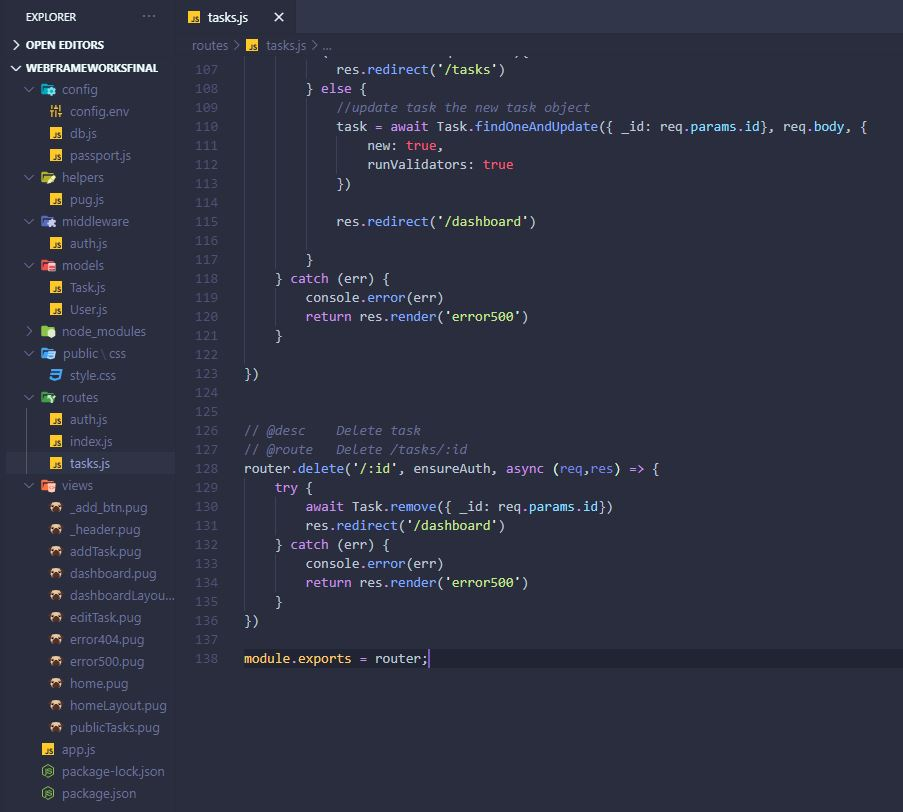 EXPLORER
OPEN EDITORS
WEBFRAMEWORKSFINAL
config
config.env
db.js
passport.js
helpers
pug.js
middleware
auth.js
models
Task.js
User.js
node_modules
public \ css
style.css
routes
auth.js
index.js
tasks.js
views
_add_btn.pug
_header.pug
addTask.pug
dashboard.pug
dashboardLayou...
editTask.pug
error404.pug
error500.pug
home.pug
homeLayout.pug
publicTasks.pug
app.js
package-lock.json
package.json
JS tasks.js ×
routes > JS tasks.js > ...
107 res.redirect('/tasks')
108 } else {
109 //update task the new task object
110 task = await Task.findOneAndUpdate({ _id: req.params.id}, req.body, {
111 new: true,
112 runValidators: true
113 })
114
115 res.redirect('/dashboard')
116
117 }
118 } catch (err) {
119 console.error(err)
120 return res.render('error500')
121 }
122
123 })
124
125
126 // @desc    Delete task
127 // @route   Delete /tasks/:id
128 router.delete('/:id', ensureAuth, async (req,res) => {
129 try {
130 await Task.remove({ _id: req.params.id})
131 res.redirect('/dashboard')
132 } catch (err) {
133 console.error(err)
134 return res.render('error500')
135 }
136 })
137
138 module.exports = router;